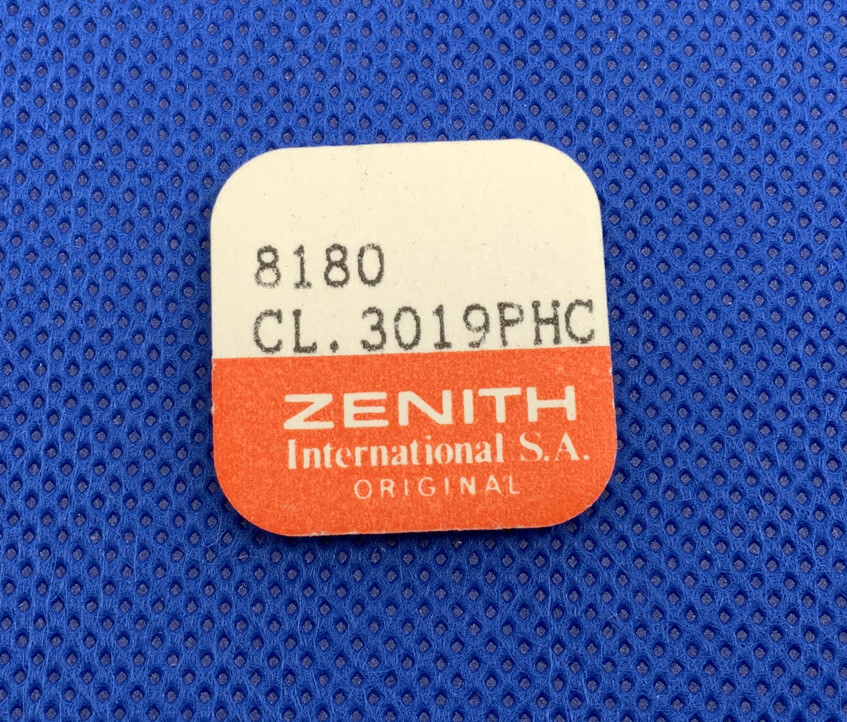 8180
CL.3019PHC
ZENITH
International S.A.
ORIGINAL